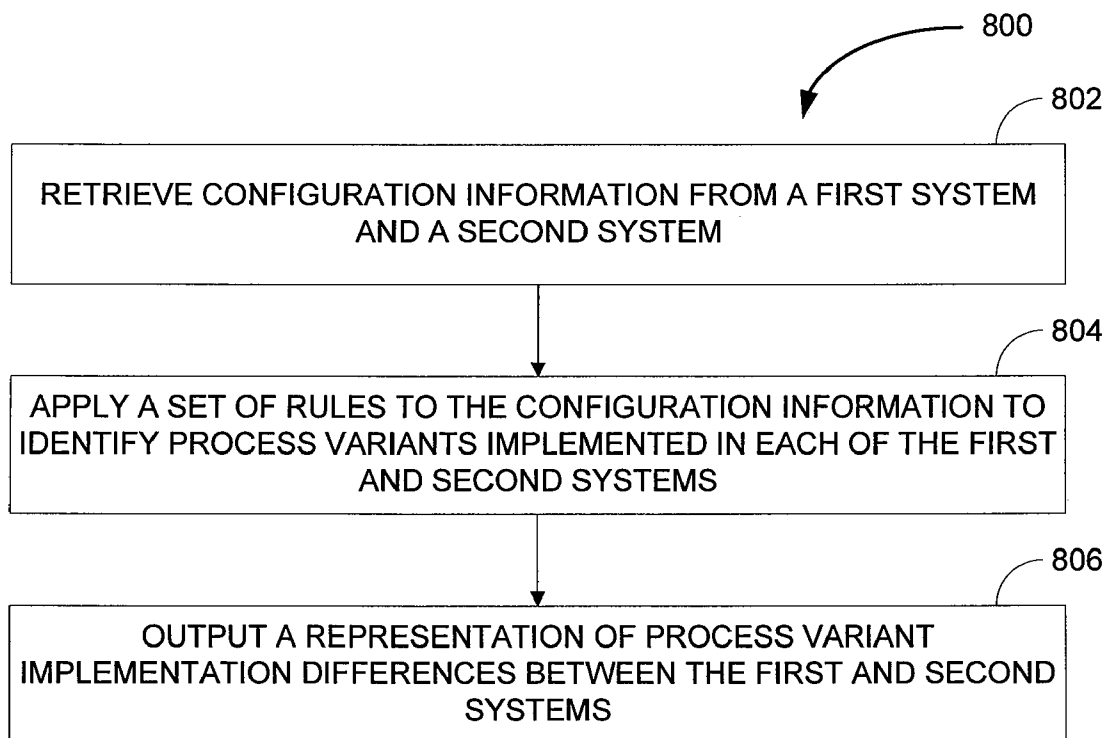 800
802
RETRIEVE CONFIGURATION INFORMATION FROM A FIRST SYSTEM
AND A SECOND SYSTEM
804
APPLY A SET OF RULES TO THE CONFIGURATION INFORMATION TO
IDENTIFY PROCESS VARIANTS IMPLEMENTED IN EACH OF THE FIRST
AND SECOND SYSTEMS
806
OUTPUT A REPRESENTATION OF PROCESS VARIANT
IMPLEMENTATION DIFFERENCES BETWEEN THE FIRST AND SECOND
SYSTEMS